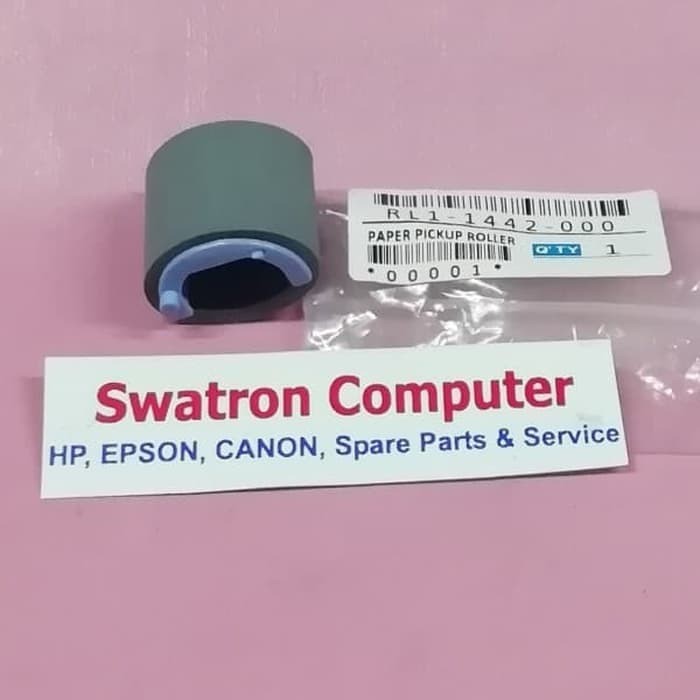 RL1-1442-000
PAPER PICKUP ROLLER
Q'TY 1
*00001*
Swatron Computer
HP, EPSON, CANON, Spare Parts & Service